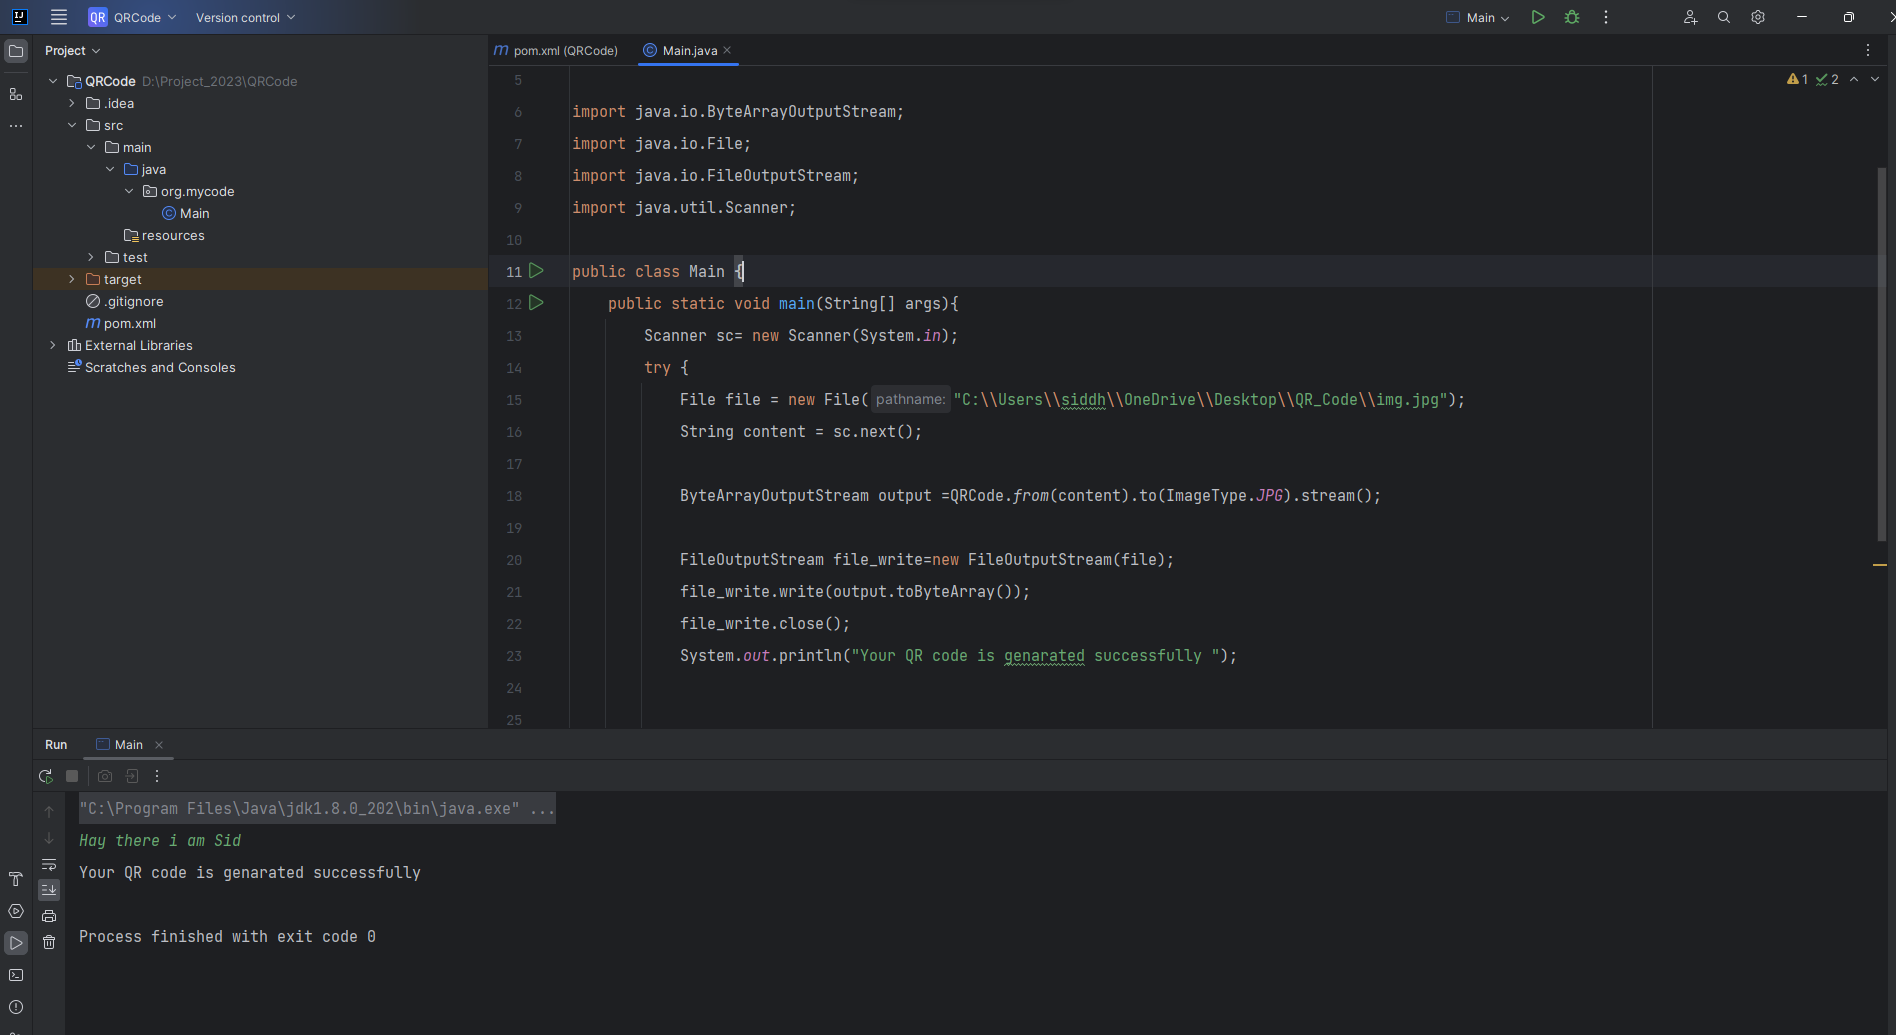 QR QRCode Version control Main
Project
pom.xml (QRCode) Main.java
QRCode D:\Project_2023\QRCode
.idea
src
main
java
org.mycode
Main
resources
test
target
.gitignore
pom.xml
External Libraries
Scratches and Consoles
1 2
5
6 import java.io.ByteArrayOutputStream;
7 import java.io.File;
8 import java.io.FileOutputStream;
9 import java.util.Scanner;
10
11 public class Main {
12 public static void main(String[] args){
13 Scanner sc= new Scanner(System.in);
14 try {
15 File file = new File( pathname: "C:\\Users\\siddh\\OneDrive\\Desktop\\QR_Code\\img.jpg");
16 String content = sc.next();
17
18 ByteArrayOutputStream output =QRCode.from(content).to(ImageType.JPG).stream();
19
20 FileOutputStream file_write=new FileOutputStream(file);
21 file_write.write(output.toByteArray());
22 file_write.close();
23 System.out.println("Your QR code is genarated successfully ");
24
25
Run Main
"C:\Program Files\Java\jdk1.8.0_202\bin\java.exe" ...
Hay there i am Sid
Your QR code is genarated successfully
Process finished with exit code 0